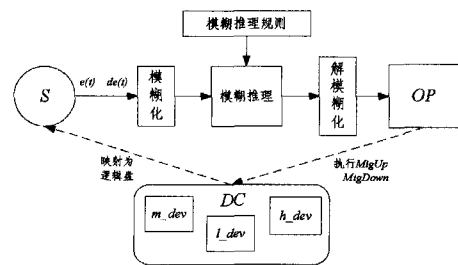 模糊推理规则
S
e(t) de(t)
模糊化
模糊推理
解模糊化
OP
映射为
逻辑盘
执行MigUp
MigDown
DC
m_dev
l_dev
h_dev